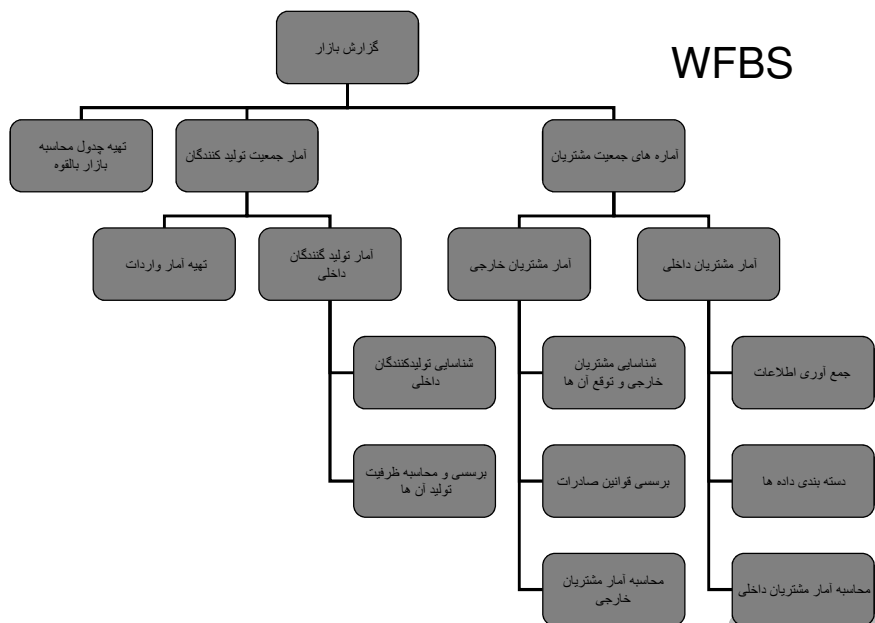 گزارش بازار
WFBS
آماره های جمعیت مشتریان
آمار جمعیت تولید کنندگان
تهیه جدول محاسبه
بازار بالقوه
آمار مشتریان داخلی
آمار مشتریان خارجی
آمار تولید گنندگان
داخلی
تهیه آمار واردات
جمع آوری اطلاعات
شناسایی مشتریان
خارجی و توقع آن ها
شناسایی تولیدکنندگان
داخلی
دسته بندی داده ها
برسسی قوانین صادرات
برسسی و محاسبه ظرفیت
تولید آن ها
محاسبه آمار مشتریان داخلی
محاسبه آمار مشتریان
خارجی